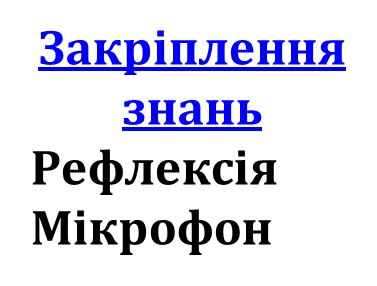 Закріплення
знань
Рефлексія
Мікрофон